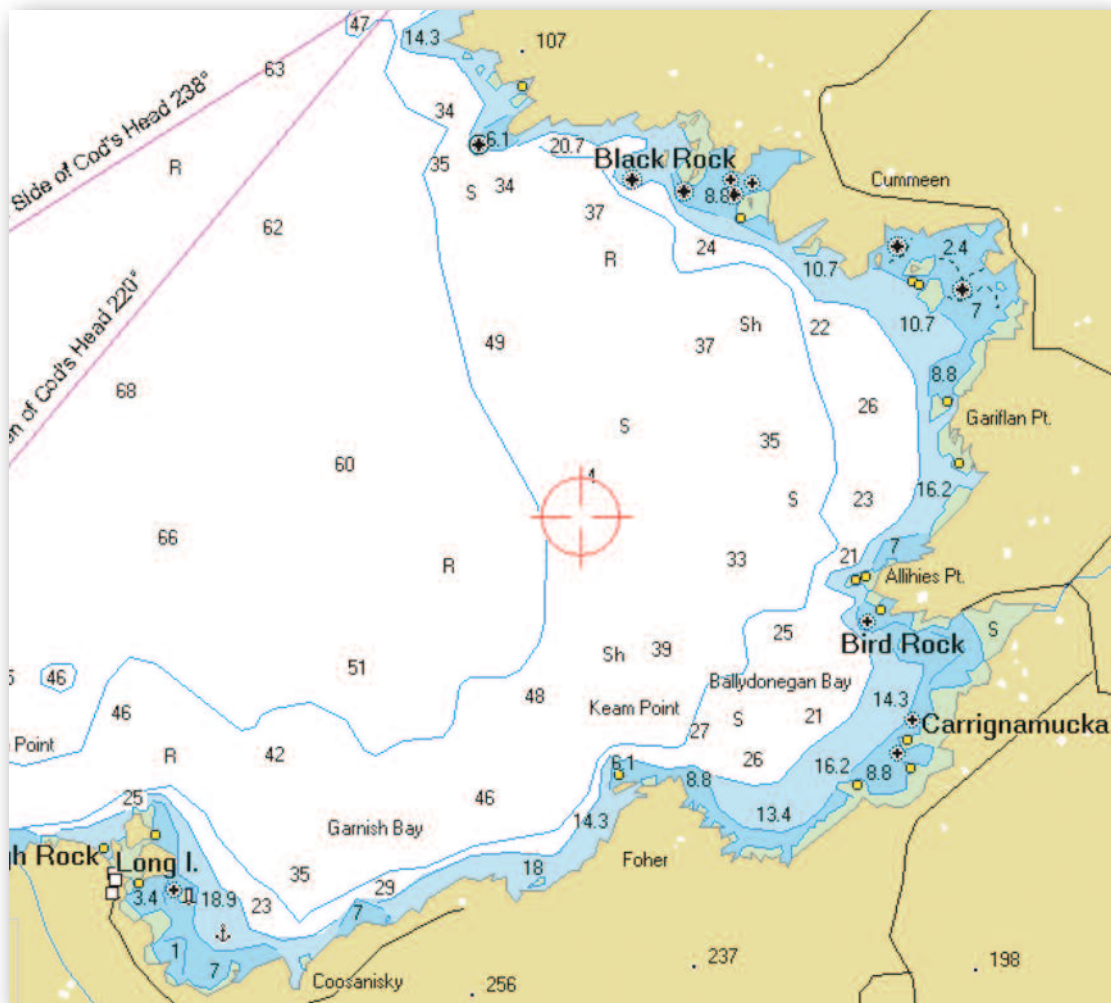 47
14.3
107
63
34
Side of Cod's Head 238°
6.1
20.7
Black Rock
R
35
S
34
8.8
Cummeen
37
62
24
2.4
R
10.7
7
10.7
Sh
22
49
37
8.8
68
26
Gariflan Pt.
n of Cod's Head 220°
S
35
60
4
16.2
S
23
66
7
21
33
R
Allihies Pt.
25
S
Bird Rock
Sh
39
51
46
Ballydonegan Bay
48
14.3
Keam Point
46
S
21
Carrignamucka
27
Point
R
42
26
6.1
16.2
8.8
8.8
25
46
13.4
14.3
Garnish Bay
h Rock
Long I.
Foher
18
35
29
3.4
18.9
23
7
1
7
237
198
Coosanisky
256